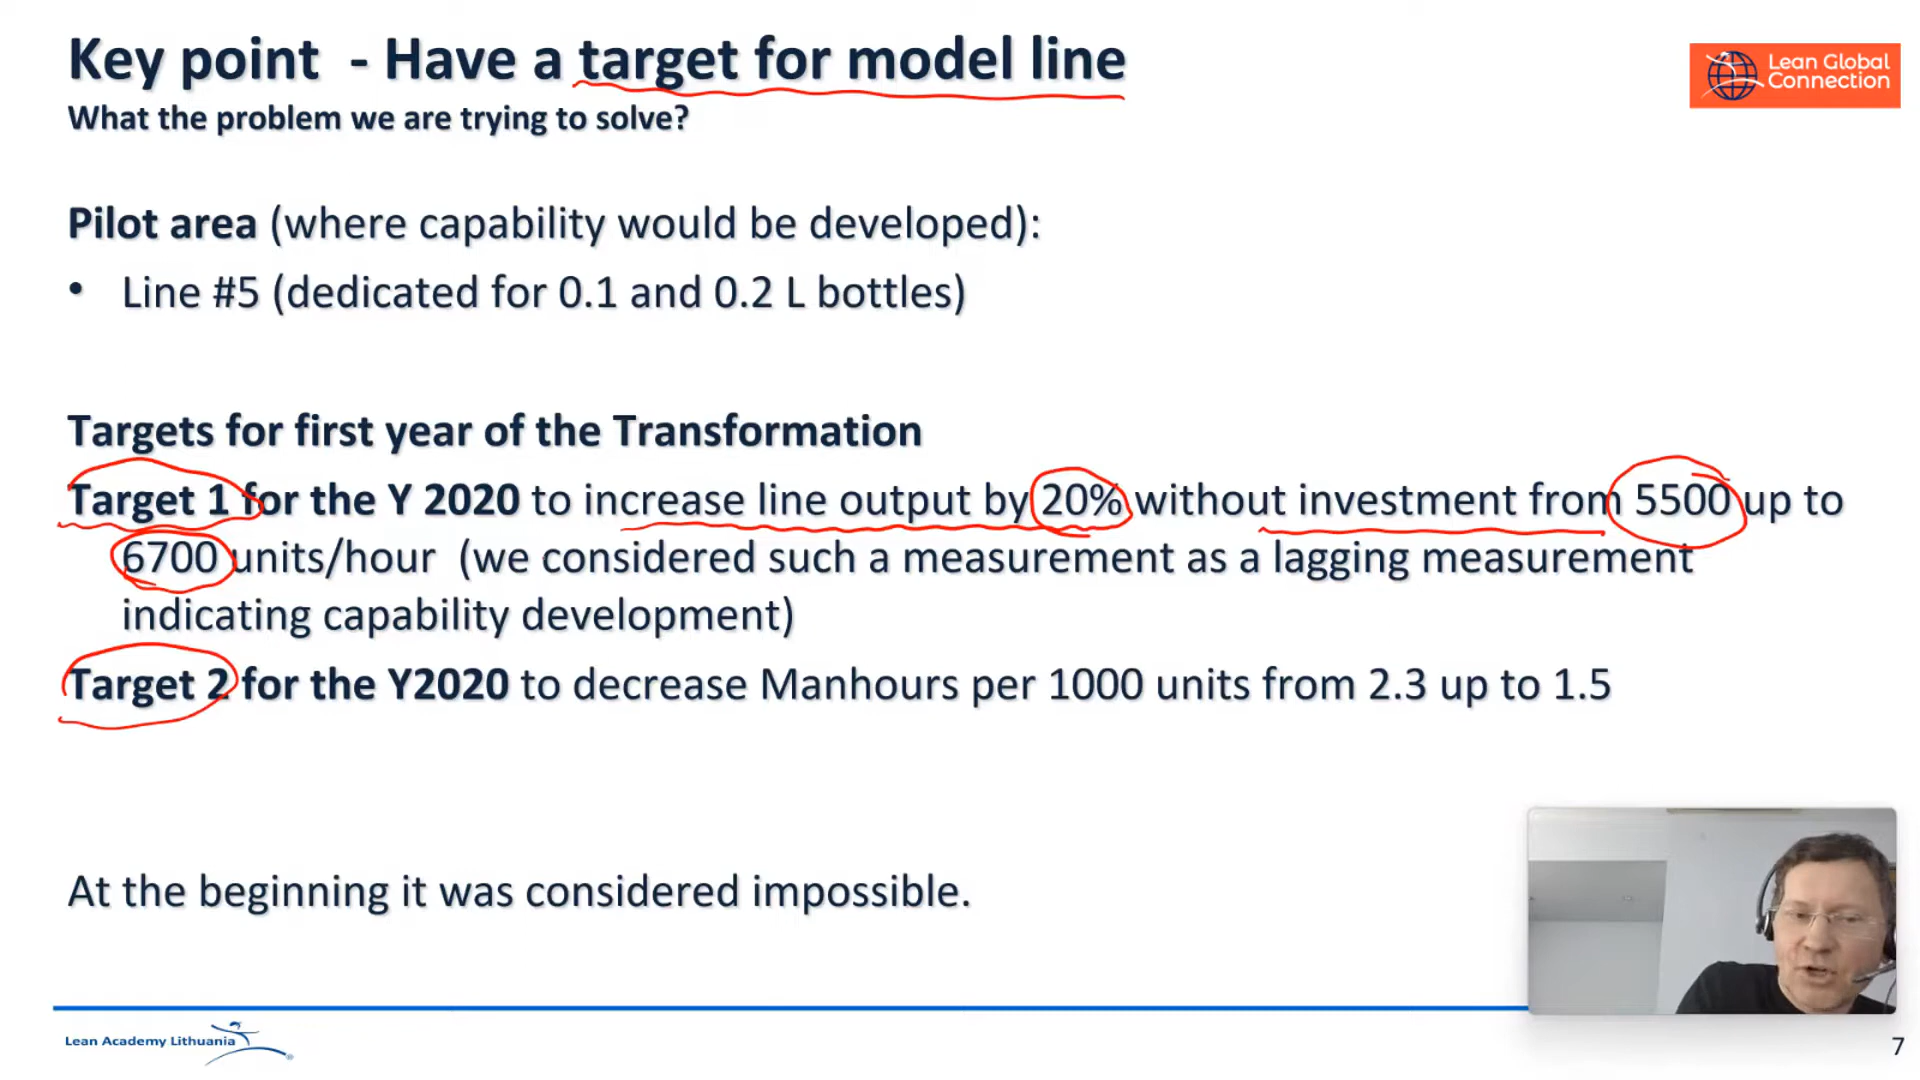 Key point - Have a target for model line
What the problem we are trying to solve?
Lean Global
Connection
Pilot area (where capability would be developed):
• Line #5 (dedicated for 0.1 and 0.2 L bottles)
Targets for first year of the Transformation
Target 1 for the Y 2020 to increase line output by 20% without investment from 5500 up to
6700 units/hour (we considered such a measurement as a lagging measurement
indicating capability development)
Target 2 for the Y2020 to decrease Manhours per 1000 units from 2.3 up to 1.5
At the beginning it was considered impossible.
Lean Academy Lithuania
7